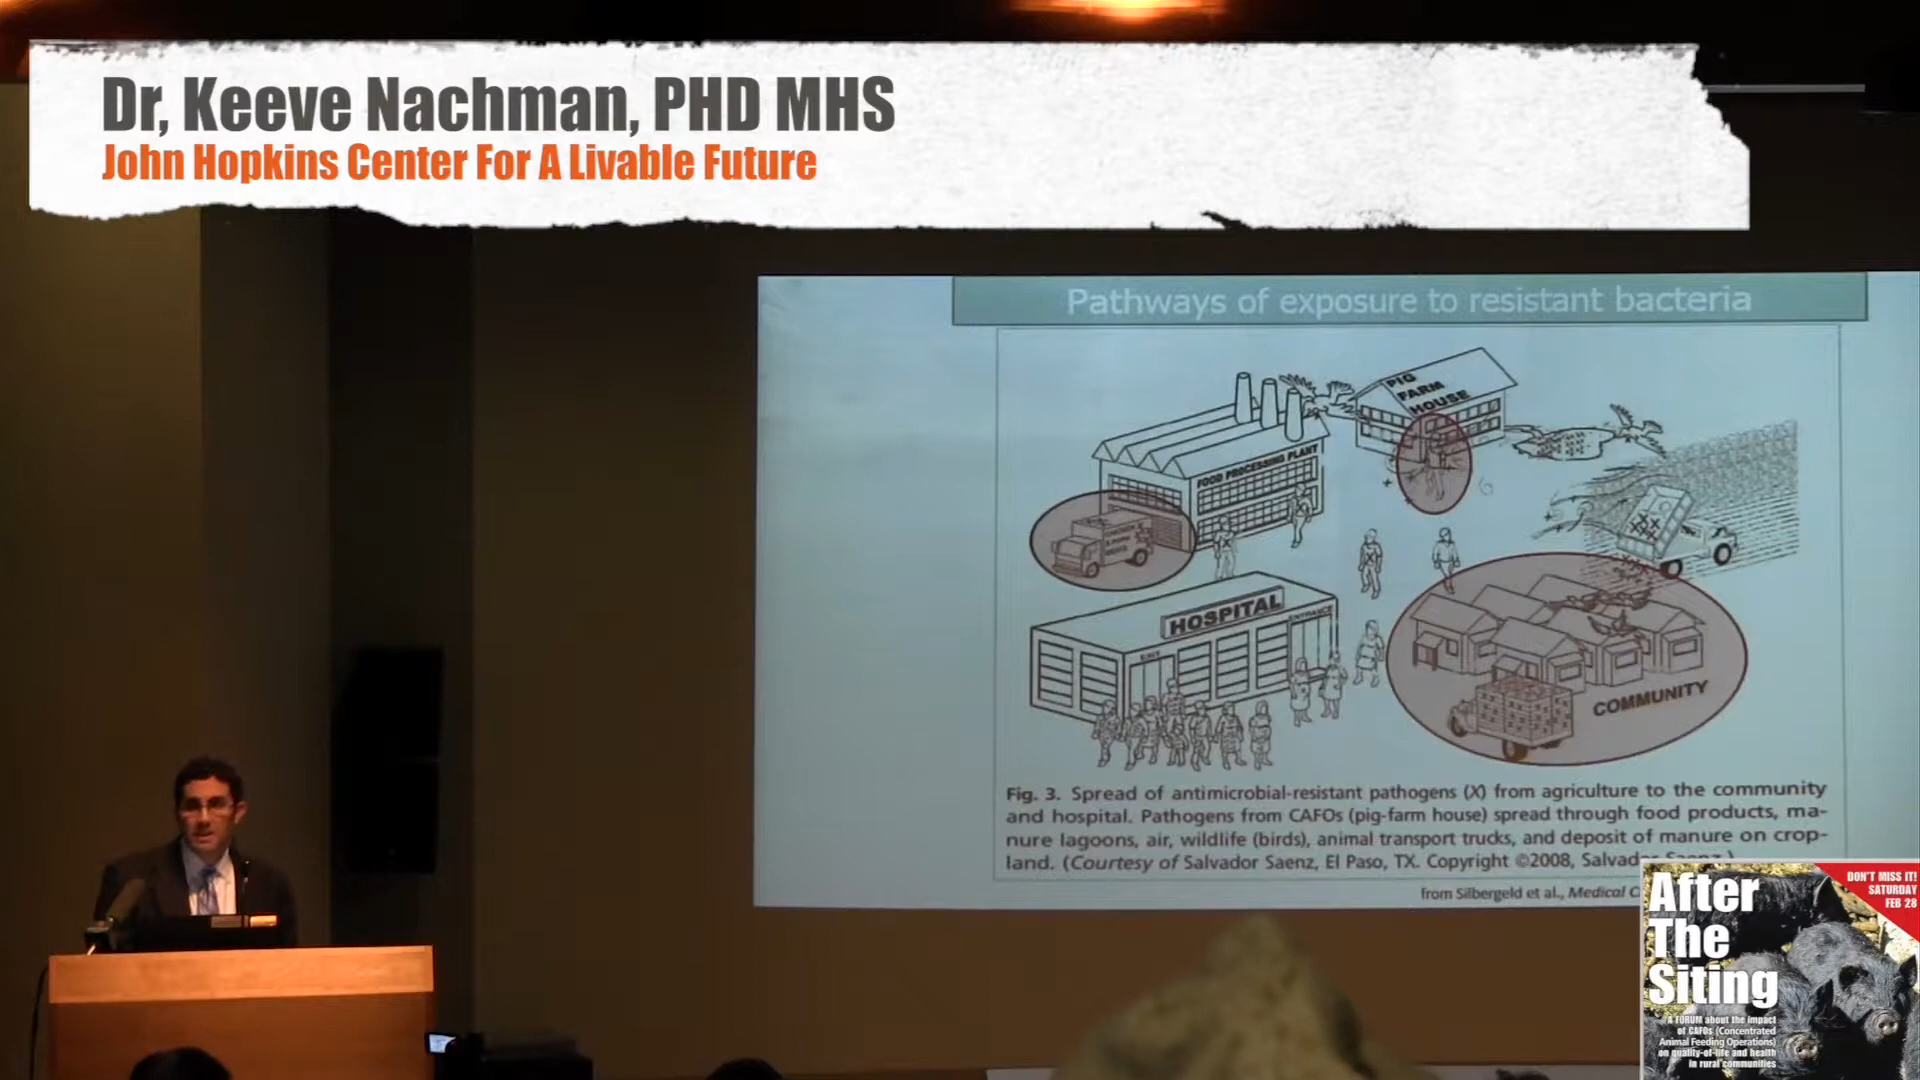 Dr, Keeve Nachman, PHD MHS
John Hopkins Center For A Livable Future
Pathways of exposure to resistant bacteria
PIG
FARM
HOUSE
FOOD PROCESSING PLANT
HOSPITAL
ENTRANCE
EXIT
COMMUNITY
Fig. 3. Spread of antimicrobial-resistant pathogens (X) from agriculture to the community
and hospital. Pathogens from CAFOs (pig-farm house) spread through food products, ma-
nure lagoons, air, wildlife (birds), animal transport trucks, and deposit of manure on crop-
land. (Courtesy of Salvador Saenz, El Paso, TX. Copyright ©2008, Salvador Saenz.)
from Silbergeld et al., Medical C
After
The
Siting
DON'T MISS IT!
SATURDAY
FEB 28
A FORUM about the impact
of CAFOs (Concentrated
Animal Feeding Operations)
on quality-of-life and health
in rural communities